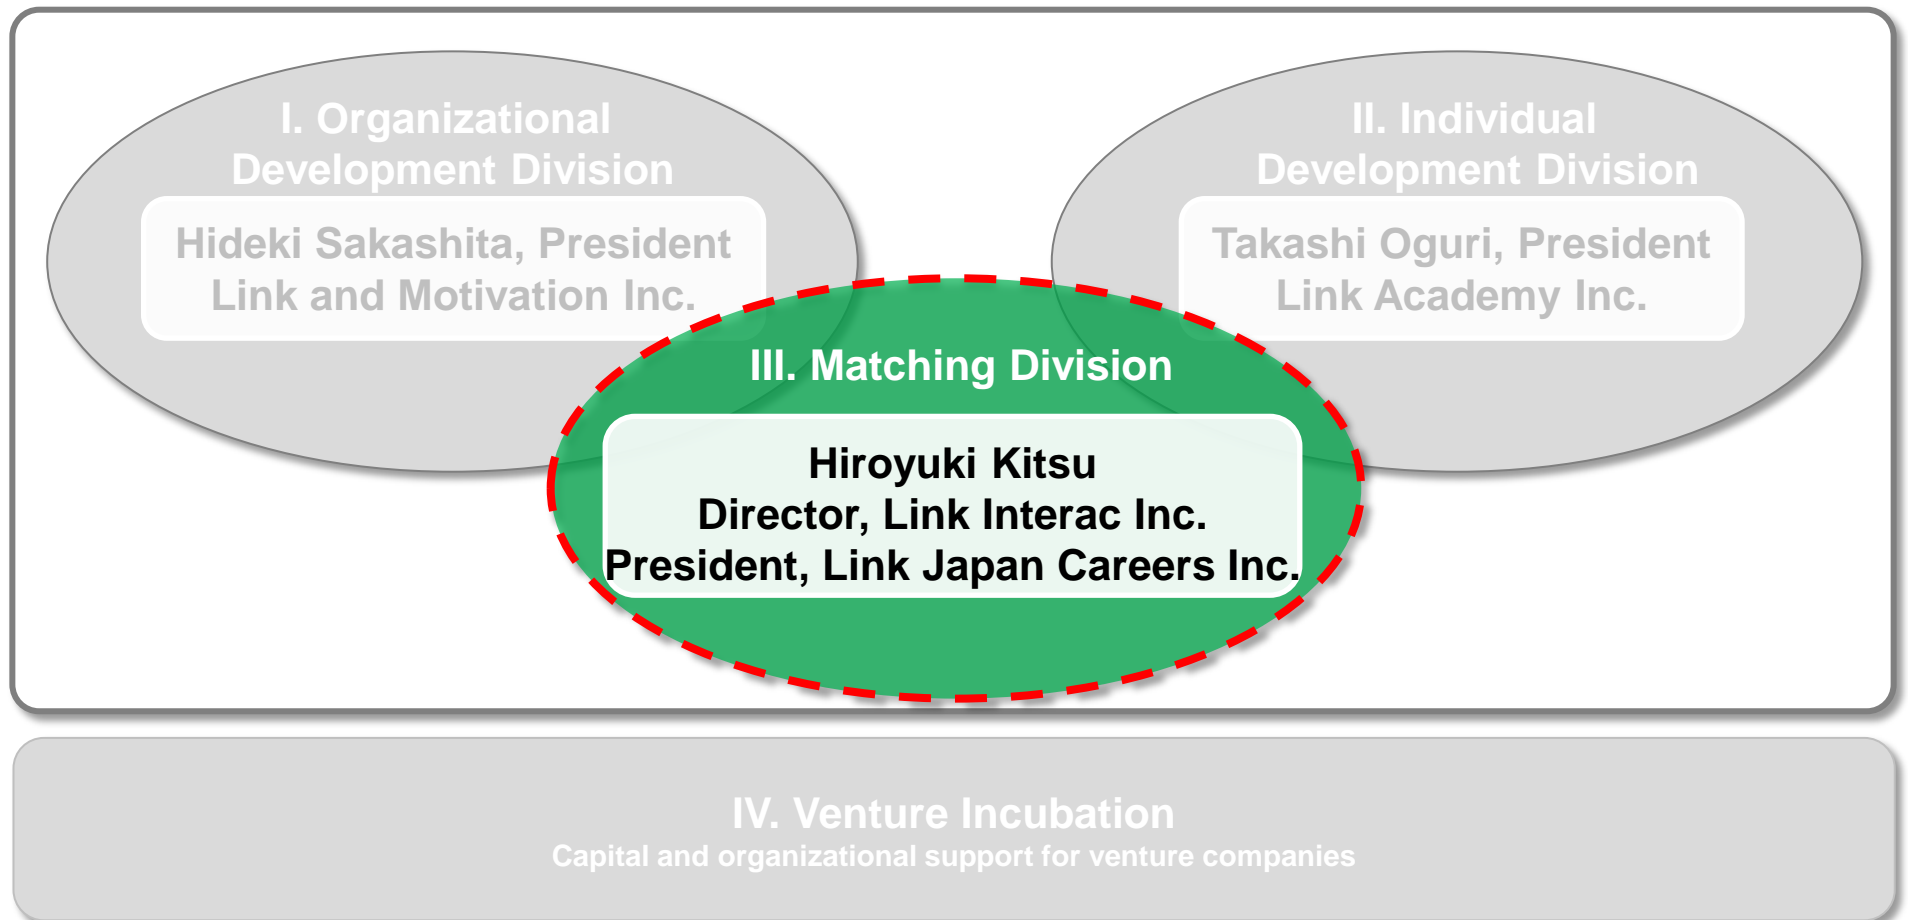 I. Organizational
Development Division
Hideki Sakashita, President
Link and Motivation Inc.
II. Individual
Development Division
Takashi Oguri, President
Link Academy Inc.
III. Matching Division
Hiroyuki Kitsu
Director, Link Interac Inc.
President, Link Japan Careers Inc.
IV. Venture Incubation
Capital and organizational support for venture companies